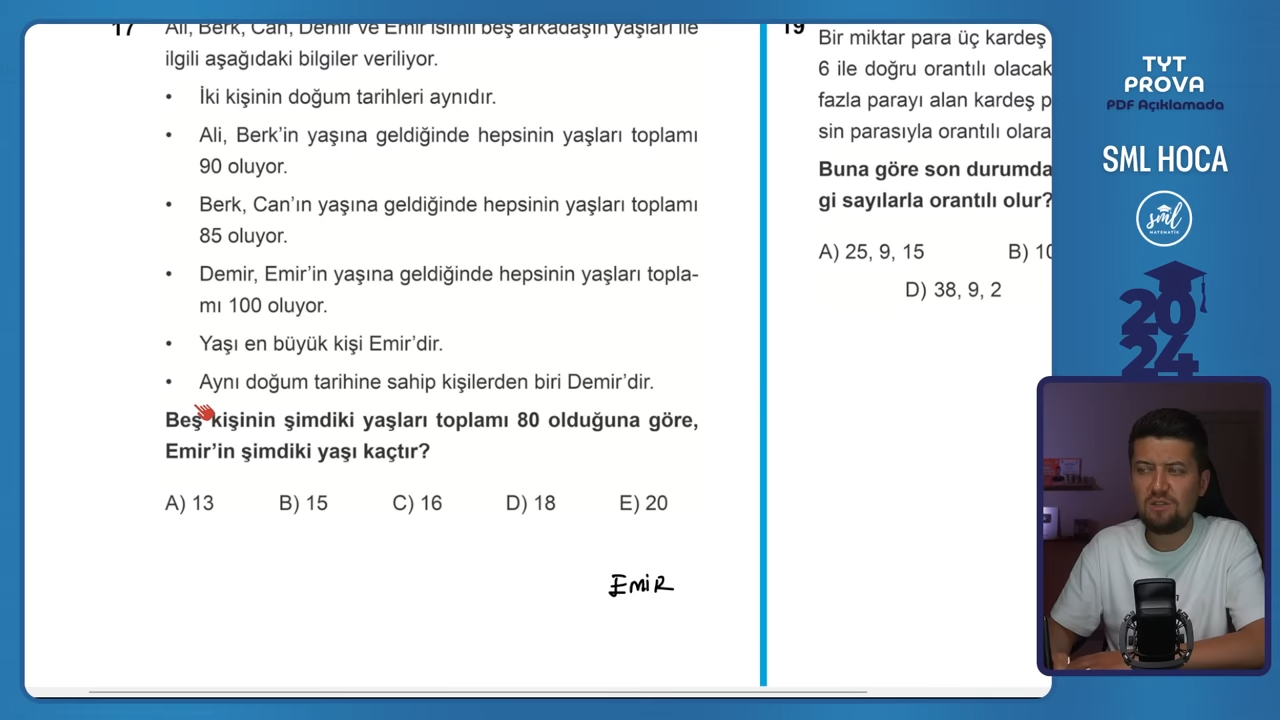 17
Ali, Berk, Can, Demir ve Emir isimli beş arkadaşın yaşları ile
ilgili aşağıdaki bilgiler veriliyor.
• İki kişinin doğum tarihleri aynıdır.
• Ali, Berk’in yaşına geldiğinde hepsinin yaşları toplamı
90 oluyor.
• Berk, Can’ın yaşına geldiğinde hepsinin yaşları toplamı
85 oluyor.
• Demir, Emir’in yaşına geldiğinde hepsinin yaşları topla-
mı 100 oluyor.
• Yaşı en büyük kişi Emir’dir.
• Aynı doğum tarihine sahip kişilerden biri Demir’dir.
Beş kişinin şimdiki yaşları toplamı 80 olduğuna göre,
Emir’in şimdiki yaşı kaçtır?
A) 13 B) 15 C) 16 D) 18 E) 20
EMİR
19
Bir miktar para üç kardeş
6 ile doğru orantılı olacak
fazla parayı alan kardeş p
sin parasıyla orantılı olara
Buna göre son durumda
gi sayılarla orantılı olur?
A) 25, 9, 15 B) 10
D) 38, 9, 2
TYT
PROVA
PDF Açıklamada
SML HOCA
sml
MATEMATİK
20
24